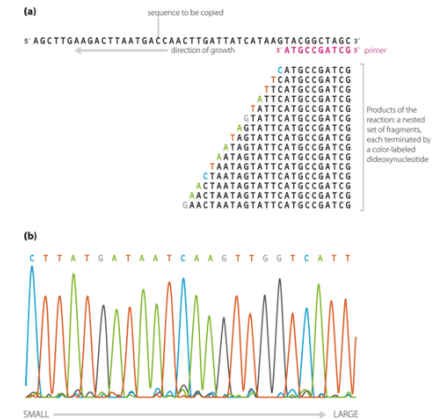 (a)
sequence to be copied
5' AGCTTGAAGACTTAATGACCAACTTGATTATCATAAGTACGGCTAGC 3'
direction of growth
3' ATGCCGATCG 5' primer
CATGCCGATCG
TCATGCCGATCG
TTCATGCCGATCG
ATTCATGCCGATCG
TATTCATGCCGATCG
GTATTCATGCCGATCG
AGTATTCATGCCGATCG
TAGTATTCATGCCGATCG
ATAGTATTCATGCCGATCG
AATAGTATTCATGCCGATCG
TAATAGTATTCATGCCGATCG
CTAATAGTATTCATGCCGATCG
ACTAATAGTATTCATGCCGATCG
AACTAATAGTATTCATGCCGATCG
GAACTAATAGTATTCATGCCGATCG
Products of the
reaction: a nested
set of fragments,
each terminated by
a color-labeled
dideoxynucleotide
(b)
C T T A T G A T A A T C A A G T T G G T C A T T
SMALL LARGE